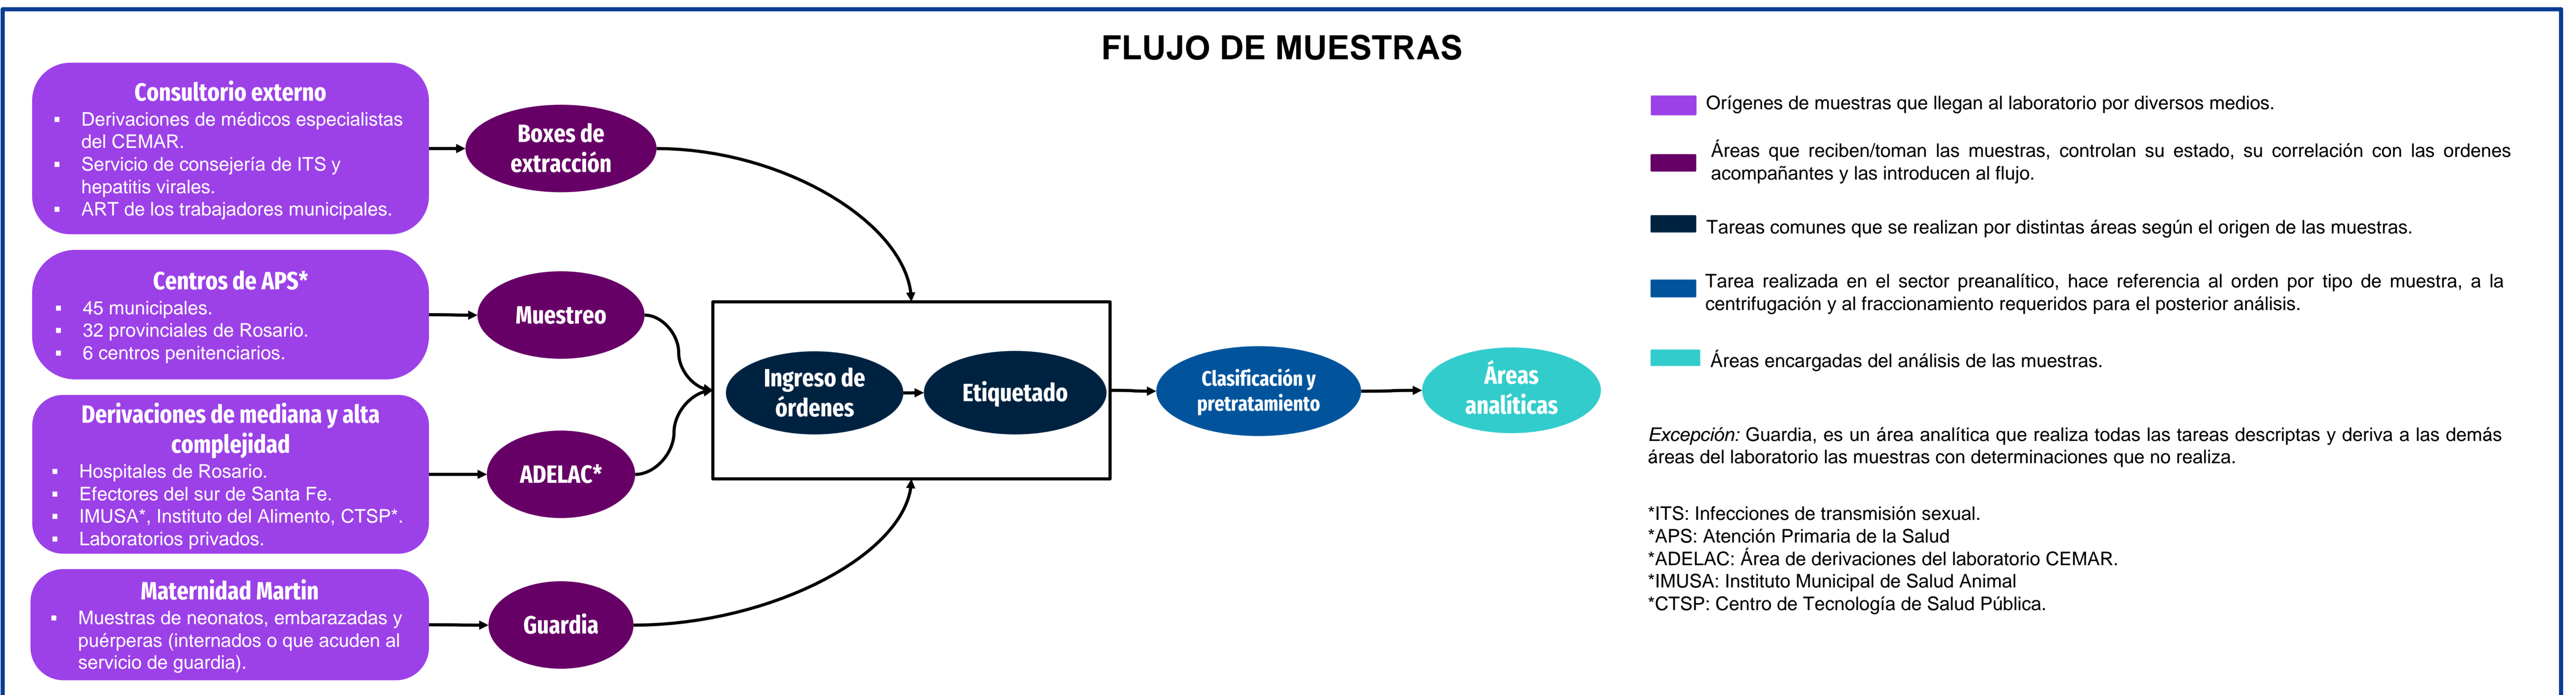 FLUJO DE MUESTRAS
Consultorio externo
▪ Derivaciones de médicos especialistas
del CEMAR.
▪ Servicio de consejería de ITS y
hepatitis virales.
▪ ART de los trabajadores municipales.
Boxes de
extracción
Centros de APS*
▪ 45 municipales.
▪ 32 provinciales de Rosario.
▪ 6 centros penitenciarios.
Muestreo
Derivaciones de mediana y alta
complejidad
▪ Hospitales de Rosario.
▪ Efectores del sur de Santa Fe.
▪ IMUSA*, Instituto del Alimento, CTSP*.
▪ Laboratorios privados.
ADELAC*
Maternidad Martin
▪ Muestras de neonatos, embarazadas y
puérperas (internados o que acuden al
servicio de guardia).
Guardia
Ingreso de
órdenes
Etiquetado
Clasificación y
pretratamiento
Áreas
analíticas
Orígenes de muestras que llegan al laboratorio por diversos medios.
Áreas que reciben/toman las muestras, controlan su estado, su correlación con las ordenes
acompañantes y las introducen al flujo.
Tareas comunes que se realizan por distintas áreas según el origen de las muestras.
Tarea realizada en el sector preanalítico, hace referencia al orden por tipo de muestra, a la
centrifugación y al fraccionamiento requeridos para el posterior análisis.
Áreas encargadas del análisis de las muestras.
Excepción: Guardia, es un área analítica que realiza todas las tareas descriptas y deriva a las demás
áreas del laboratorio las muestras con determinaciones que no realiza.
*ITS: Infecciones de transmisión sexual.
*APS: Atención Primaria de la Salud
*ADELAC: Área de derivaciones del laboratorio CEMAR.
*IMUSA: Instituto Municipal de Salud Animal
*CTSP: Centro de Tecnología de Salud Pública.